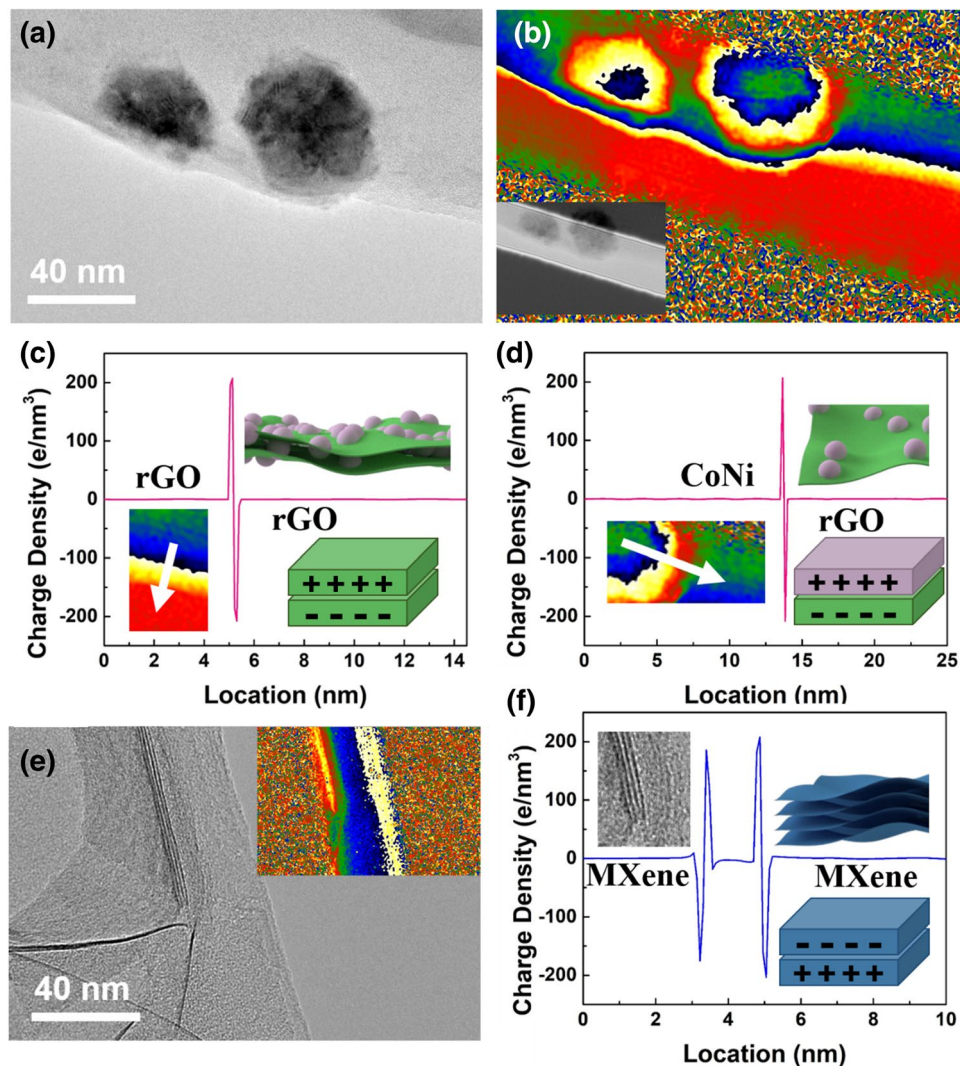 (a)
40 nm
(b)
(c)
200
100
0
-100
-200
Charge Density (e/nm³)
rGO
rGO
+ + + +
- - - -
0 2 4 6 8 10 12 14
Location (nm)
(d)
200
100
0
-100
-200
Charge Density (e/nm³)
CoNi
rGO
+ + + +
- - - -
0 5 10 15 20 25
Location (nm)
(e)
40 nm
(f)
200
100
0
-100
-200
Charge Density (e/nm³)
MXene
MXene
- - - -
+ + + +
0 2 4 6 8 10
Location (nm)